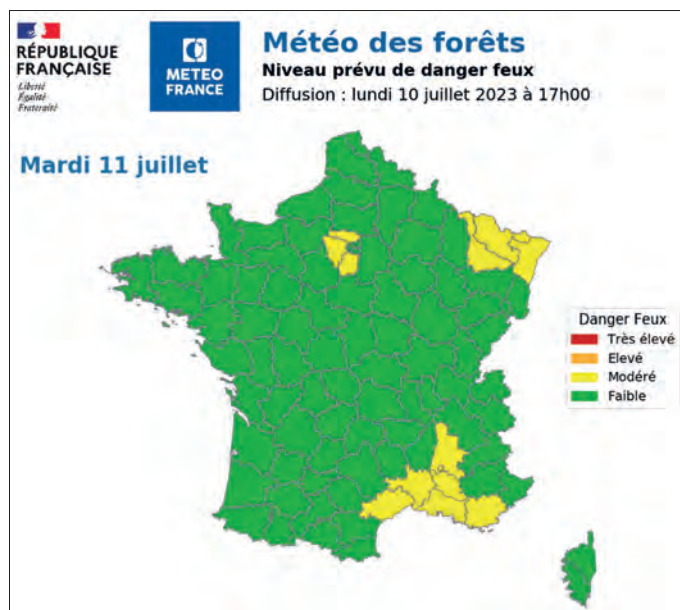 RÉPUBLIQUE
FRANÇAISE
Liberté
Égalité
Fraternité
METEO
FRANCE
Météo des forêts
Niveau prévu de danger feux
Diffusion : lundi 10 juillet 2023 à 17h00
Mardi 11 juillet
Danger Feux
Très élevé
Elevé
Modéré
Faible